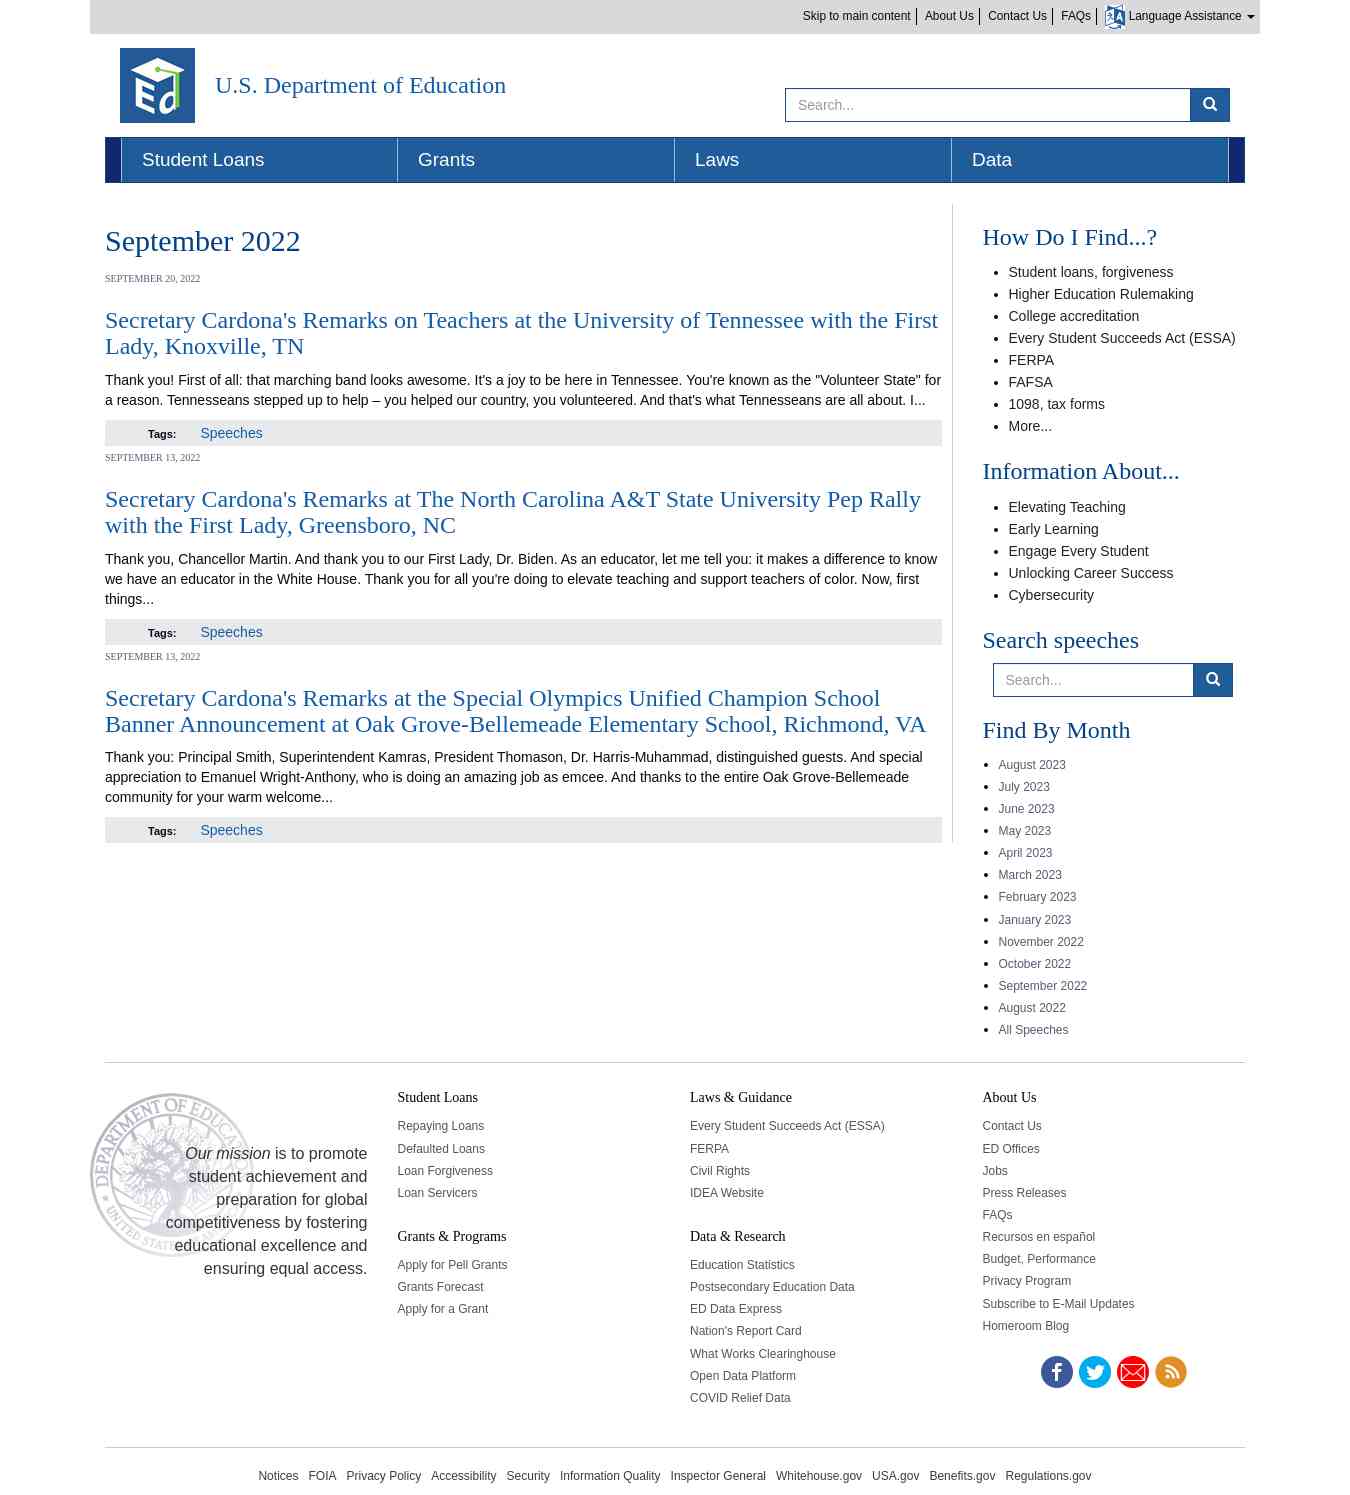 Skip to main content
About Us
Contact Us
FAQs
Language Assistance
U.S. Department of Education
Search...
Student Loans
Grants
Laws
Data
September 2022
SEPTEMBER 20, 2022
Secretary Cardona's Remarks on Teachers at the University of Tennessee with the First
Lady, Knoxville, TN
Thank you! First of all: that marching band looks awesome. It's a joy to be here in Tennessee. You're known as the "Volunteer State" for
a reason. Tennesseans stepped up to help – you helped our country, you volunteered. And that's what Tennesseans are all about. I...
Tags: Speeches
SEPTEMBER 13, 2022
Secretary Cardona's Remarks at The North Carolina A&T State University Pep Rally
with the First Lady, Greensboro, NC
Thank you, Chancellor Martin. And thank you to our First Lady, Dr. Biden. As an educator, let me tell you: it makes a difference to know
we have an educator in the White House. Thank you for all you're doing to elevate teaching and support teachers of color. Now, first
things...
Tags: Speeches
SEPTEMBER 13, 2022
Secretary Cardona's Remarks at the Special Olympics Unified Champion School
Banner Announcement at Oak Grove-Bellemeade Elementary School, Richmond, VA
Thank you: Principal Smith, Superintendent Kamras, President Thomason, Dr. Harris-Muhammad, distinguished guests. And special
appreciation to Emanuel Wright-Anthony, who is doing an amazing job as emcee. And thanks to the entire Oak Grove-Bellemeade
community for your warm welcome...
Tags: Speeches
How Do I Find...?
Student loans, forgiveness
Higher Education Rulemaking
College accreditation
Every Student Succeeds Act (ESSA)
FERPA
FAFSA
1098, tax forms
More...
Information About...
Elevating Teaching
Early Learning
Engage Every Student
Unlocking Career Success
Cybersecurity
Search speeches
Search...
Find By Month
August 2023
July 2023
June 2023
May 2023
April 2023
March 2023
February 2023
January 2023
November 2022
October 2022
September 2022
August 2022
All Speeches
Our mission is to promote
student achievement and
preparation for global
competitiveness by fostering
educational excellence and
ensuring equal access.
Student Loans
Repaying Loans
Defaulted Loans
Loan Forgiveness
Loan Servicers
Grants & Programs
Apply for Pell Grants
Grants Forecast
Apply for a Grant
Laws & Guidance
Every Student Succeeds Act (ESSA)
FERPA
Civil Rights
IDEA Website
Data & Research
Education Statistics
Postsecondary Education Data
ED Data Express
Nation's Report Card
What Works Clearinghouse
Open Data Platform
COVID Relief Data
About Us
Contact Us
ED Offices
Jobs
Press Releases
FAQs
Recursos en español
Budget, Performance
Privacy Program
Subscribe to E-Mail Updates
Homeroom Blog
Notices FOIA Privacy Policy Accessibility Security Information Quality Inspector General Whitehouse.gov USA.gov Benefits.gov Regulations.gov